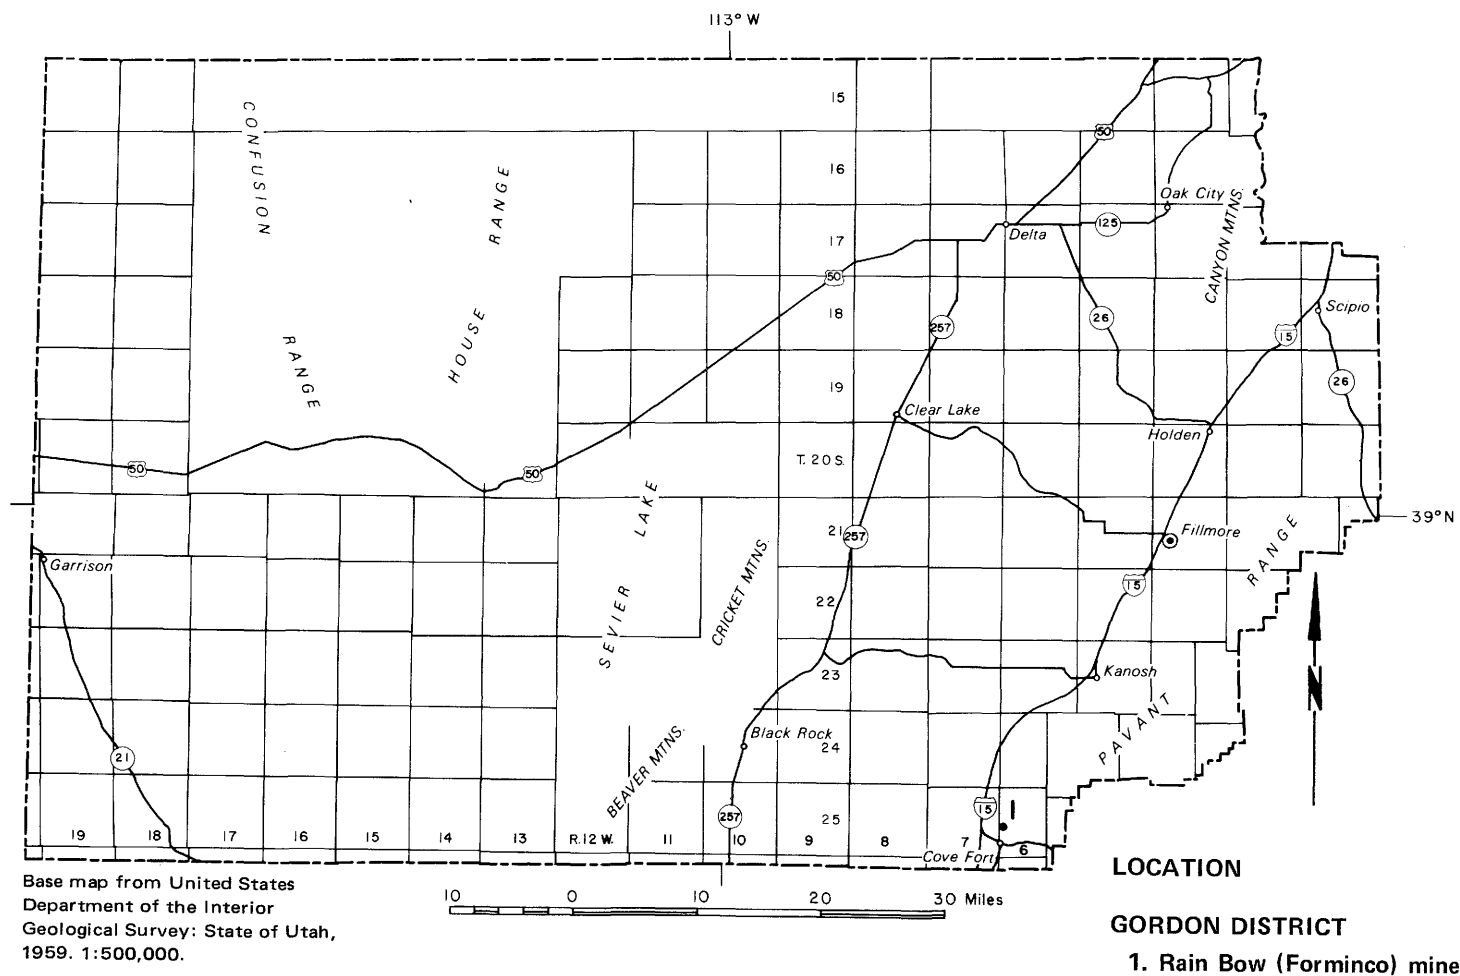 113° W
15
CONFUSION RANGE
50
16
HOUSE RANGE
Oak City
CANYON MTNS.
17
Delta
125
50
18
257
26
Scipio
15
19
26
Clear Lake
Holden
50
50
T. 20 S.
SEVIER LAKE
39° N
21
257
Fillmore
PAVANT RANGE
Garrison
CRICKET MTNS.
15
22
23
Kanosh
N
Black Rock
24
21
BEAVER MTNS.
257
25
15
1
19 18 17 16 15 14 13 R. 12 W. 11 10 9 8 7 6
Cove Fort
Base map from United States
Department of the Interior
Geological Survey: State of Utah,
1959. 1:500,000.
10 0 10 20 30 Miles
LOCATION
GORDON DISTRICT
1. Rain Bow (Forminco) mine